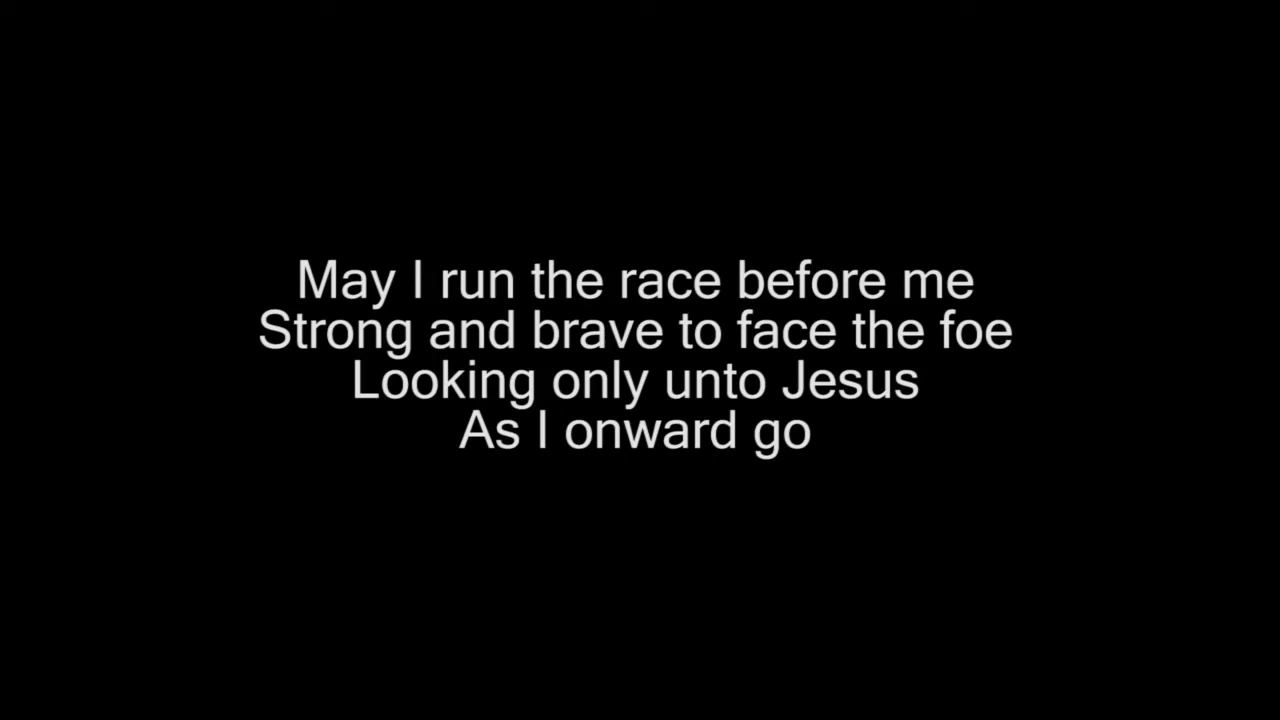 May I run the race before me
Strong and brave to face the foe
Looking only unto Jesus
As I onward go